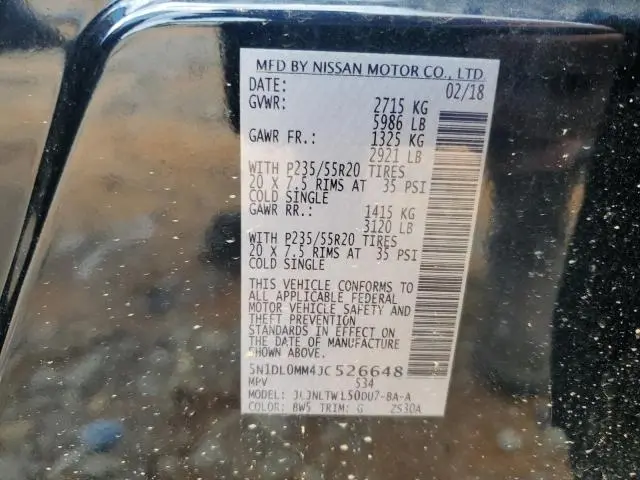 MFD BY NISSAN MOTOR CO., LTD
DATE: 02/18
GVWR: 2715 KG
5986 LB
GAWR FR.: 1325 KG
2921 LB
WITH P235/55R20 TIRES
20 X 7.5 RIMS AT 35 PSI
COLD SINGLE
GAWR RR.: 1415 KG
3120 LB
WITH P235/55R20 TIRES
20 X 7.5 RIMS AT 35 PSI
COLD SINGLE
THIS VEHICLE CONFORMS TO
ALL APPLICABLE FEDERAL
MOTOR VEHICLE SAFETY AND
THEFT PREVENTION
STANDARDS IN EFFECT ON
THE DATE OF MANUFACTURE
SHOWN ABOVE.
5N1DL0MM4JC526648
MPV 534
MODEL:
COLOR: BW5 TRIM: G 2530A